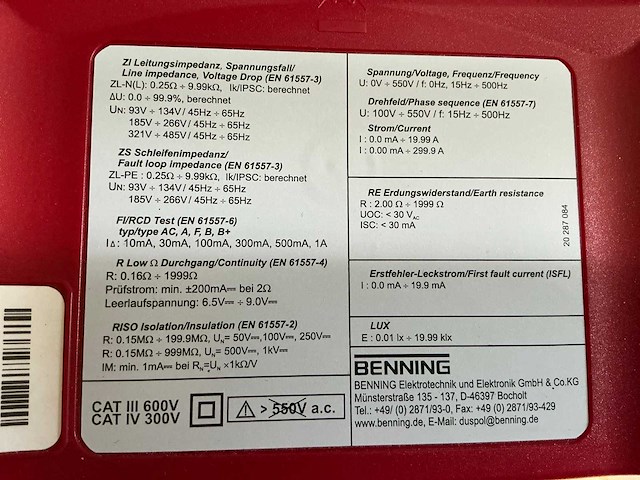 ZI Leitungsimpedanz, Spannungsfall/
Line impedance, Voltage Drop (EN 61557-3)
ZL-N(L): 0.25Ω ÷ 9.99kΩ, Ik/IPSC: berechnet
ΔU: 0.0 ÷ 99.9%, berechnet
UN: 93V ÷ 134V / 45Hz ÷ 65Hz
185V ÷ 266V / 45Hz ÷ 65Hz
321V ÷ 485V / 45Hz ÷ 65Hz
ZS Schleifenimpedanz/
Fault loop impedance (EN 61557-3)
ZL-PE : 0.25Ω ÷ 9.99kΩ, Ik/IPSC: berechnet
UN: 93V ÷ 134V / 45Hz ÷ 65Hz
185V ÷ 266V / 45Hz ÷ 65Hz
FI/RCD Test (EN 61557-6)
typ/type AC, A, F, B, B+
IΔ: 10mA, 30mA, 100mA, 300mA, 500mA, 1A
R Low Ω Durchgang/Continuity (EN 61557-4)
R: 0.16Ω ÷ 1999Ω
Prüfstrom: min. ±200mA⎓ bei 2Ω
Leerlaufspannung: 6.5V⎓ ÷ 9.0V⎓
RISO Isolation/Insulation (EN 61557-2)
R: 0.15MΩ ÷ 199.9MΩ, UN= 50V⎓,100V⎓, 250V⎓
R: 0.15MΩ ÷ 999MΩ, UN= 500V⎓, 1kV⎓
IM: min. 1mA⎓ bei RN=UN ×1kΩ/V
CAT III 600V
CAT IV 300V
> 550V a.c.
Spannung/Voltage, Frequenz/Frequency
U: 0V ÷ 550V / f: 0Hz, 15Hz ÷ 500Hz
Drehfeld/Phase sequence (EN 61557-7)
U: 100V ÷ 550V / f: 15Hz ÷ 500Hz
Strom/Current
I : 0.0 mA ÷ 19.99 A
I : 0.00 mA ÷ 299.9 A
RE Erdungswiderstand/Earth resistance
R : 2.00 Ω ÷ 1999 Ω
UOC: < 30 VAC
ISC: < 30 mA
20 287 084
Erstfehler-Leckstrom/First fault current (ISFL)
I : 0.0 mA ÷ 19.9 mA
LUX
E : 0.01 lx ÷ 19.99 klx
BENNING
BENNING Elektrotechnik und Elektronik GmbH & Co.KG
Münsterstraße 135 - 137, D-46397 Bocholt
Tel.: +49/ (0) 2871/93-0, Fax: +49 (0) 2871/93-429
www.benning.de, E-Mail: duspol@benning.de